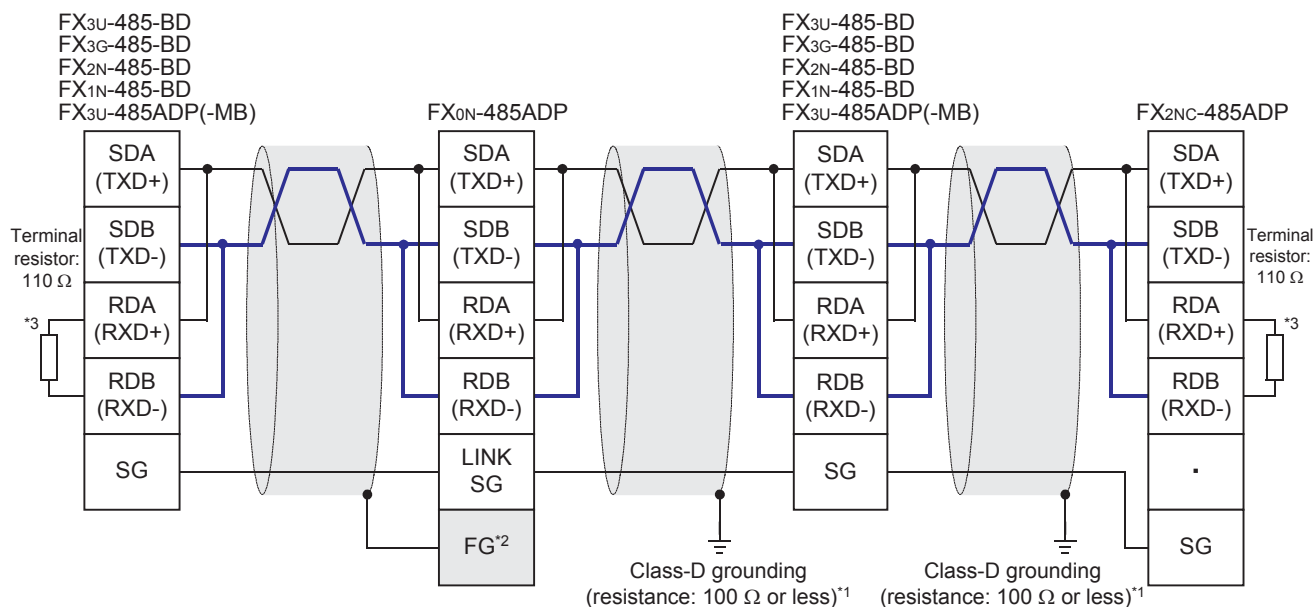 FX3U-485-BD
FX3G-485-BD
FX2N-485-BD
FX1N-485-BD
FX3U-485ADP(-MB)
FX0N-485ADP
FX3U-485-BD
FX3G-485-BD
FX2N-485-BD
FX1N-485-BD
FX3U-485ADP(-MB)
FX2NC-485ADP
Terminal
resistor:
110 Ω
*3
SDA
(TXD+)
SDB
(TXD-)
RDA
(RXD+)
RDB
(RXD-)
SG
SDA
(TXD+)
SDB
(TXD-)
RDA
(RXD+)
RDB
(RXD-)
LINK
SG
FG*2
SDA
(TXD+)
SDB
(TXD-)
RDA
(RXD+)
RDB
(RXD-)
SG
SDA
(TXD+)
SDB
(TXD-)
RDA
(RXD+)
RDB
(RXD-)
·
SG
Terminal
resistor:
110 Ω
*3
Class-D grounding
(resistance: 100 Ω or less)*1
Class-D grounding
(resistance: 100 Ω or less)*1